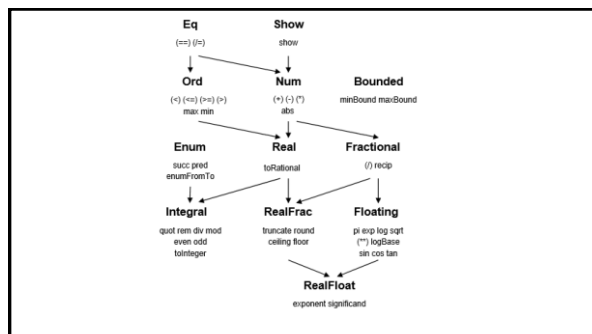 Eq Show
(==) (/=) show
Ord Num Bounded
(<) (<=) (>=) (>) (+) (-) (*) minBound maxBound
max min abs
Enum Real Fractional
succ pred toRational (/) recip
enumFromTo
Integral RealFrac Floating
quot rem div mod truncate round pi exp log sqrt
even odd ceiling floor (**) logBase
toInteger sin cos tan
RealFloat
exponent significand